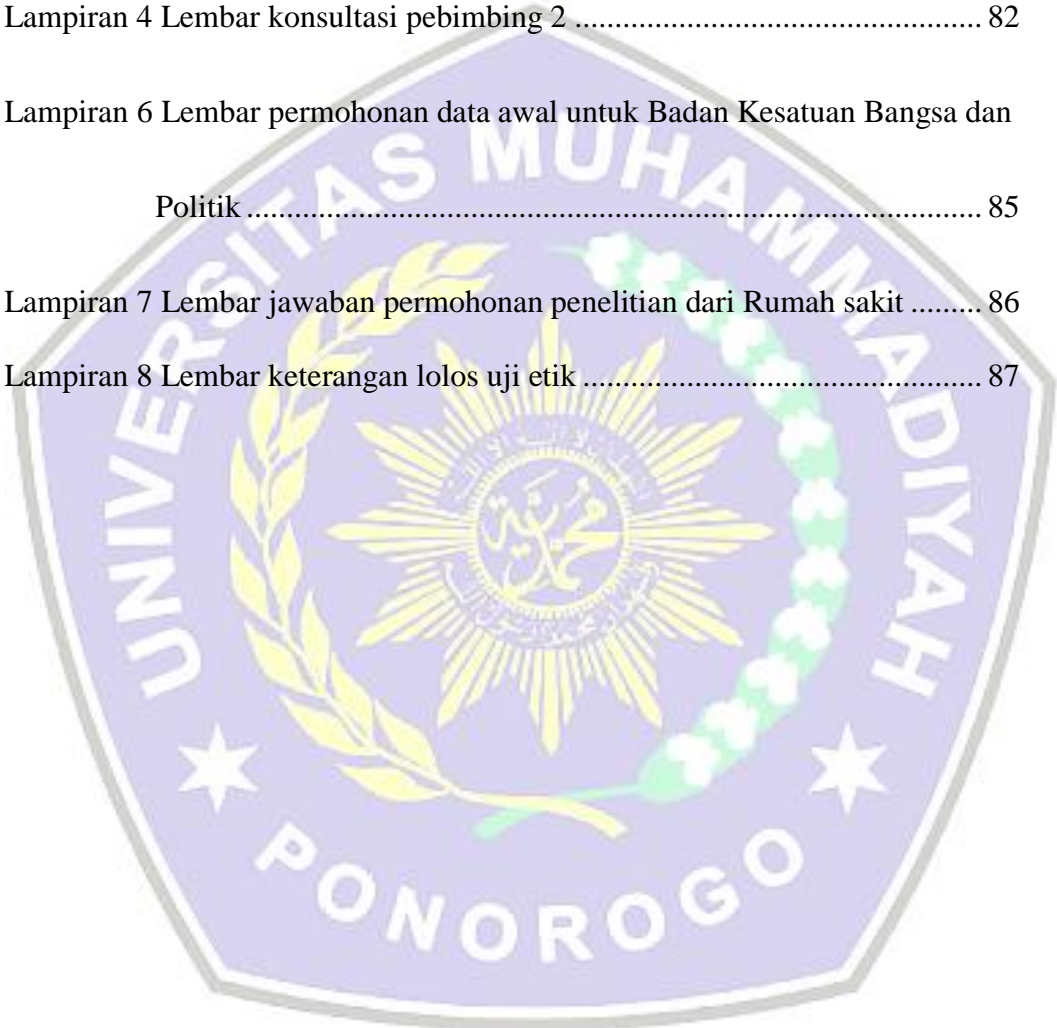 Lampiran 4 Lembar konsultasi pebimbing 2 ................................................. 82
Lampiran 6 Lembar permohonan data awal untuk Badan Kesatuan Bangsa dan
Politik ......................................................................................... 85
Lampiran 7 Lembar jawaban permohonan penelitian dari Rumah sakit ......... 86
Lampiran 8 Lembar keterangan lolos uji etik ................................................ 87
UNIVERSITAS MUHAMMADIYAH
PONOROGO